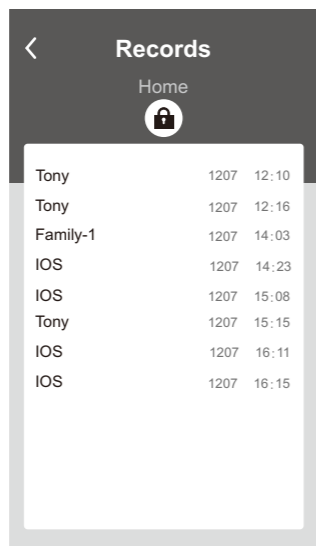 Records
Home
Tony 1207 12:10
Tony 1207 12:16
Family-1 1207 14:03
IOS 1207 14:23
IOS 1207 15:08
Tony 1207 15:15
IOS 1207 16:11
IOS 1207 16:15